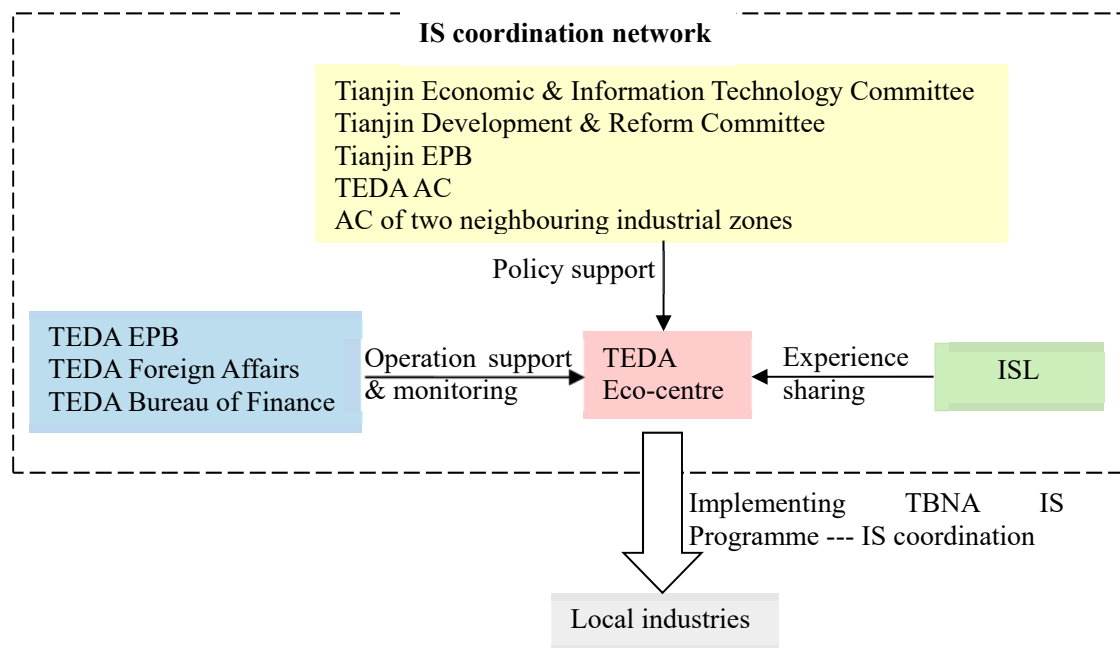 IS coordination network
Tianjin Economic & Information Technology Committee
Tianjin Development & Reform Committee
Tianjin EPB
TEDA AC
AC of two neighbouring industrial zones
Policy support
TEDA EPB
TEDA Foreign Affairs
TEDA Bureau of Finance
Operation support
& monitoring
TEDA
Eco-centre
Experience
sharing
ISL
Implementing TBNA IS
Programme --- IS coordination
Local industries